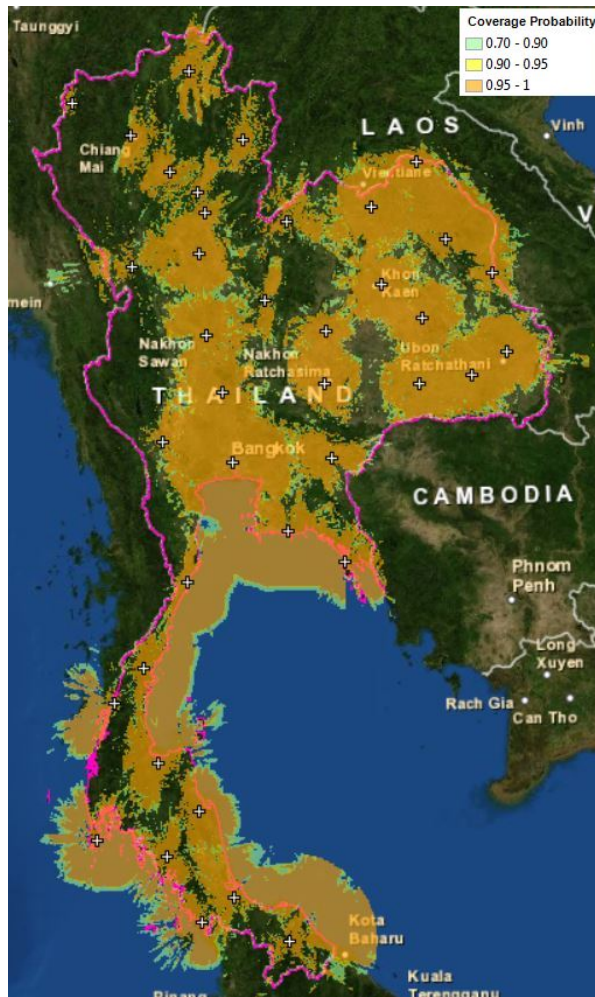 Taunggyi
Coverage Probability
0.70 - 0.90
0.90 - 0.95
0.95 - 1
LAOS
Vinh
Chiang
Mai
Vientiane
V
mein
Khon
Kaen
Nakhon
Sawan
Nakhon
Ratchasima
Ubon
Ratchathani
THAILAND
Bangkok
CAMBODIA
Phnom
Penh
Long
Xuyen
Rach Gia
Can Tho
Kota
Baharu
Kuala
Terengganu
Pinang